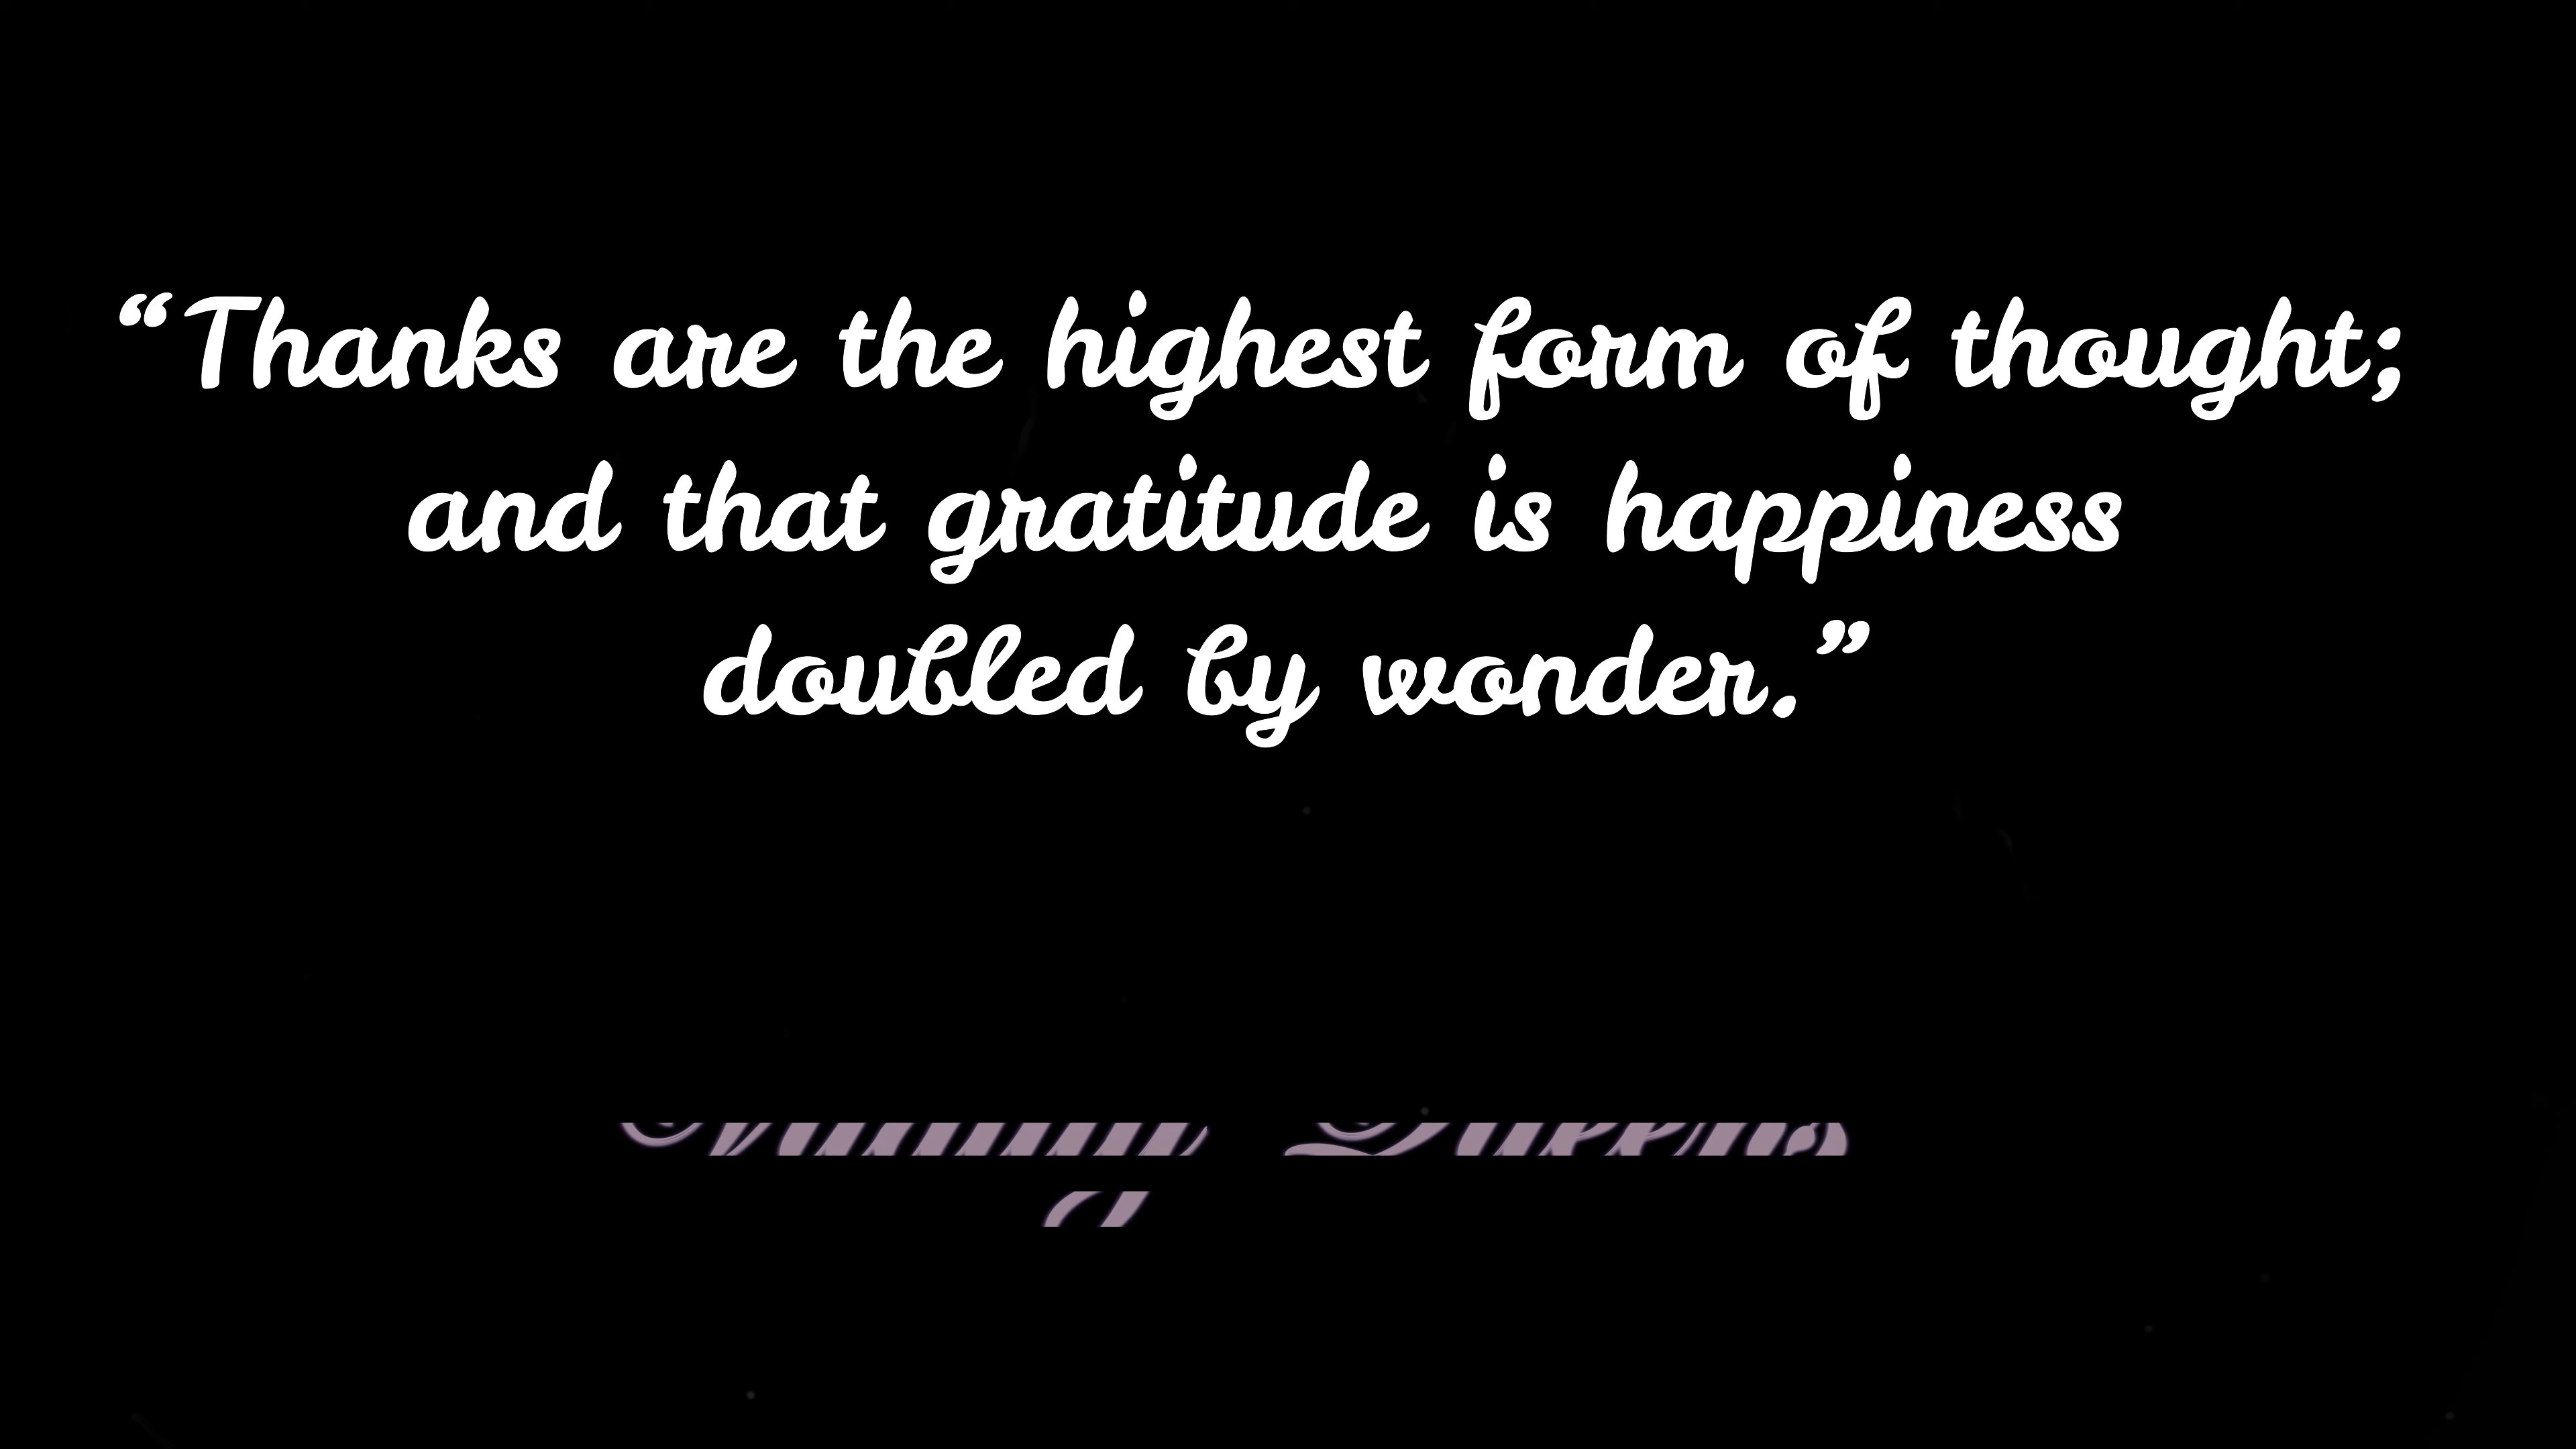 “Thanks are the highest form of thought;
and that gratitude is happiness
doubled by wonder.”